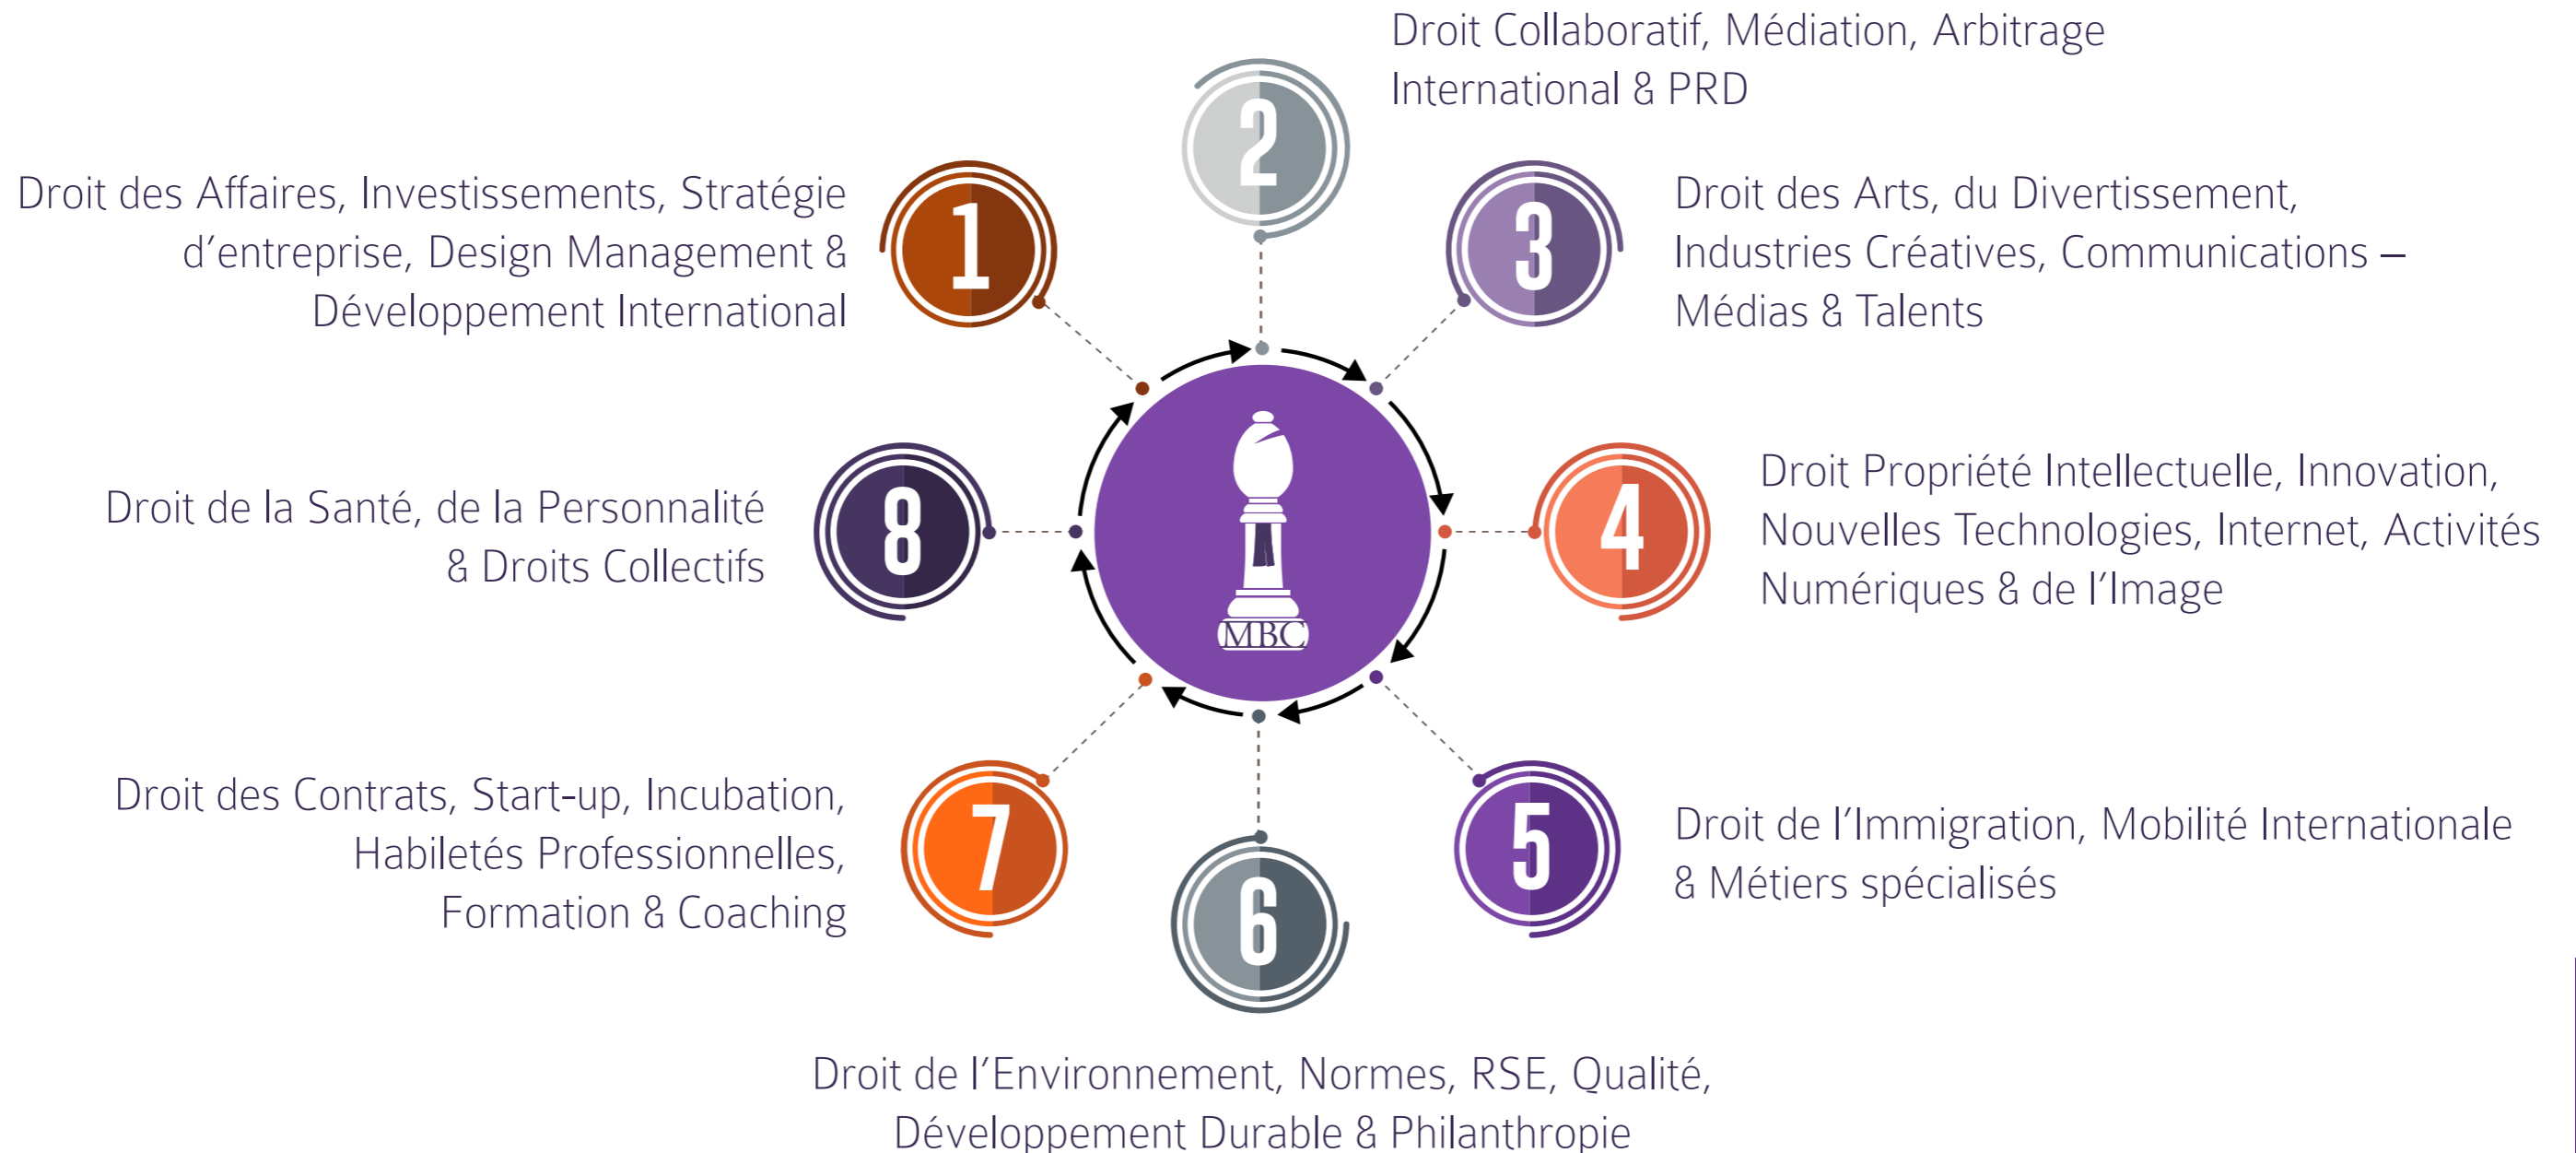 1
Droit des Affaires, Investissements, Stratégie
d’entreprise, Design Management &
Développement International
2
Droit Collaboratif, Médiation, Arbitrage
International & PRD
3
Droit des Arts, du Divertissement,
Industries Créatives, Communications –
Médias & Talents
4
Droit Propriété Intellectuelle, Innovation,
Nouvelles Technologies, Internet, Activités
Numériques & de l’Image
5
Droit de l’Immigration, Mobilité Internationale
& Métiers spécialisés
6
Droit de l’Environnement, Normes, RSE, Qualité,
Développement Durable & Philanthropie
7
Droit des Contrats, Start-up, Incubation,
Habiletés Professionnelles,
Formation & Coaching
8
Droit de la Santé, de la Personnalité
& Droits Collectifs
MBC